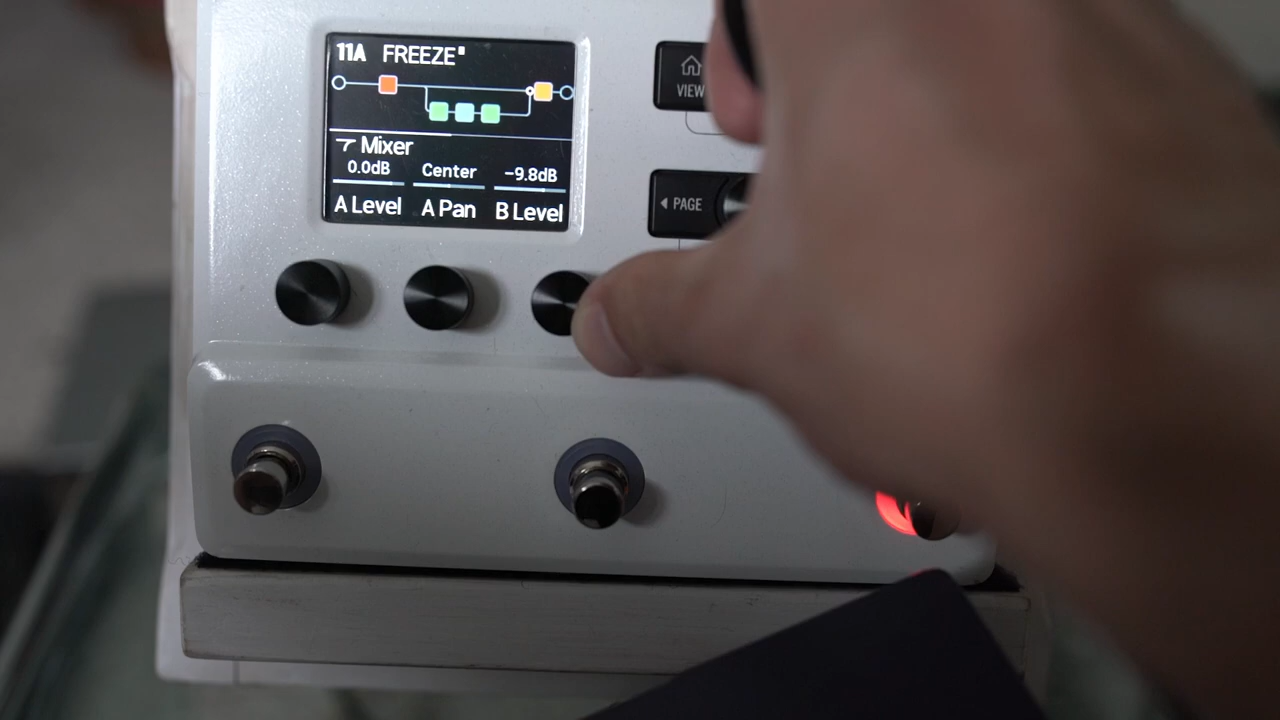 11A FREEZE
Mixer
0.0dB Center -9.8dB
A Level A Pan B Level
VIEW
PAGE